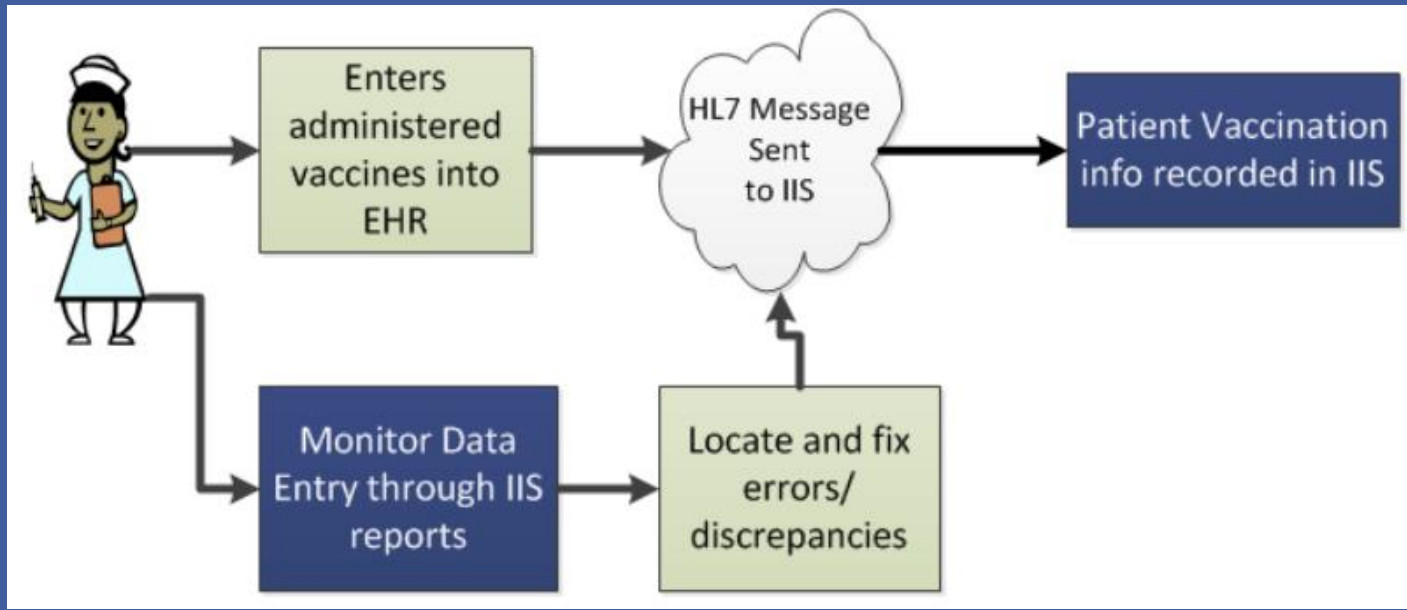 Enters
administered
vaccines into
EHR
HL7 Message
Sent
to IIS
Patient Vaccination
info recorded in IIS
Monitor Data
Entry through IIS
reports
Locate and fix
errors/
discrepancies